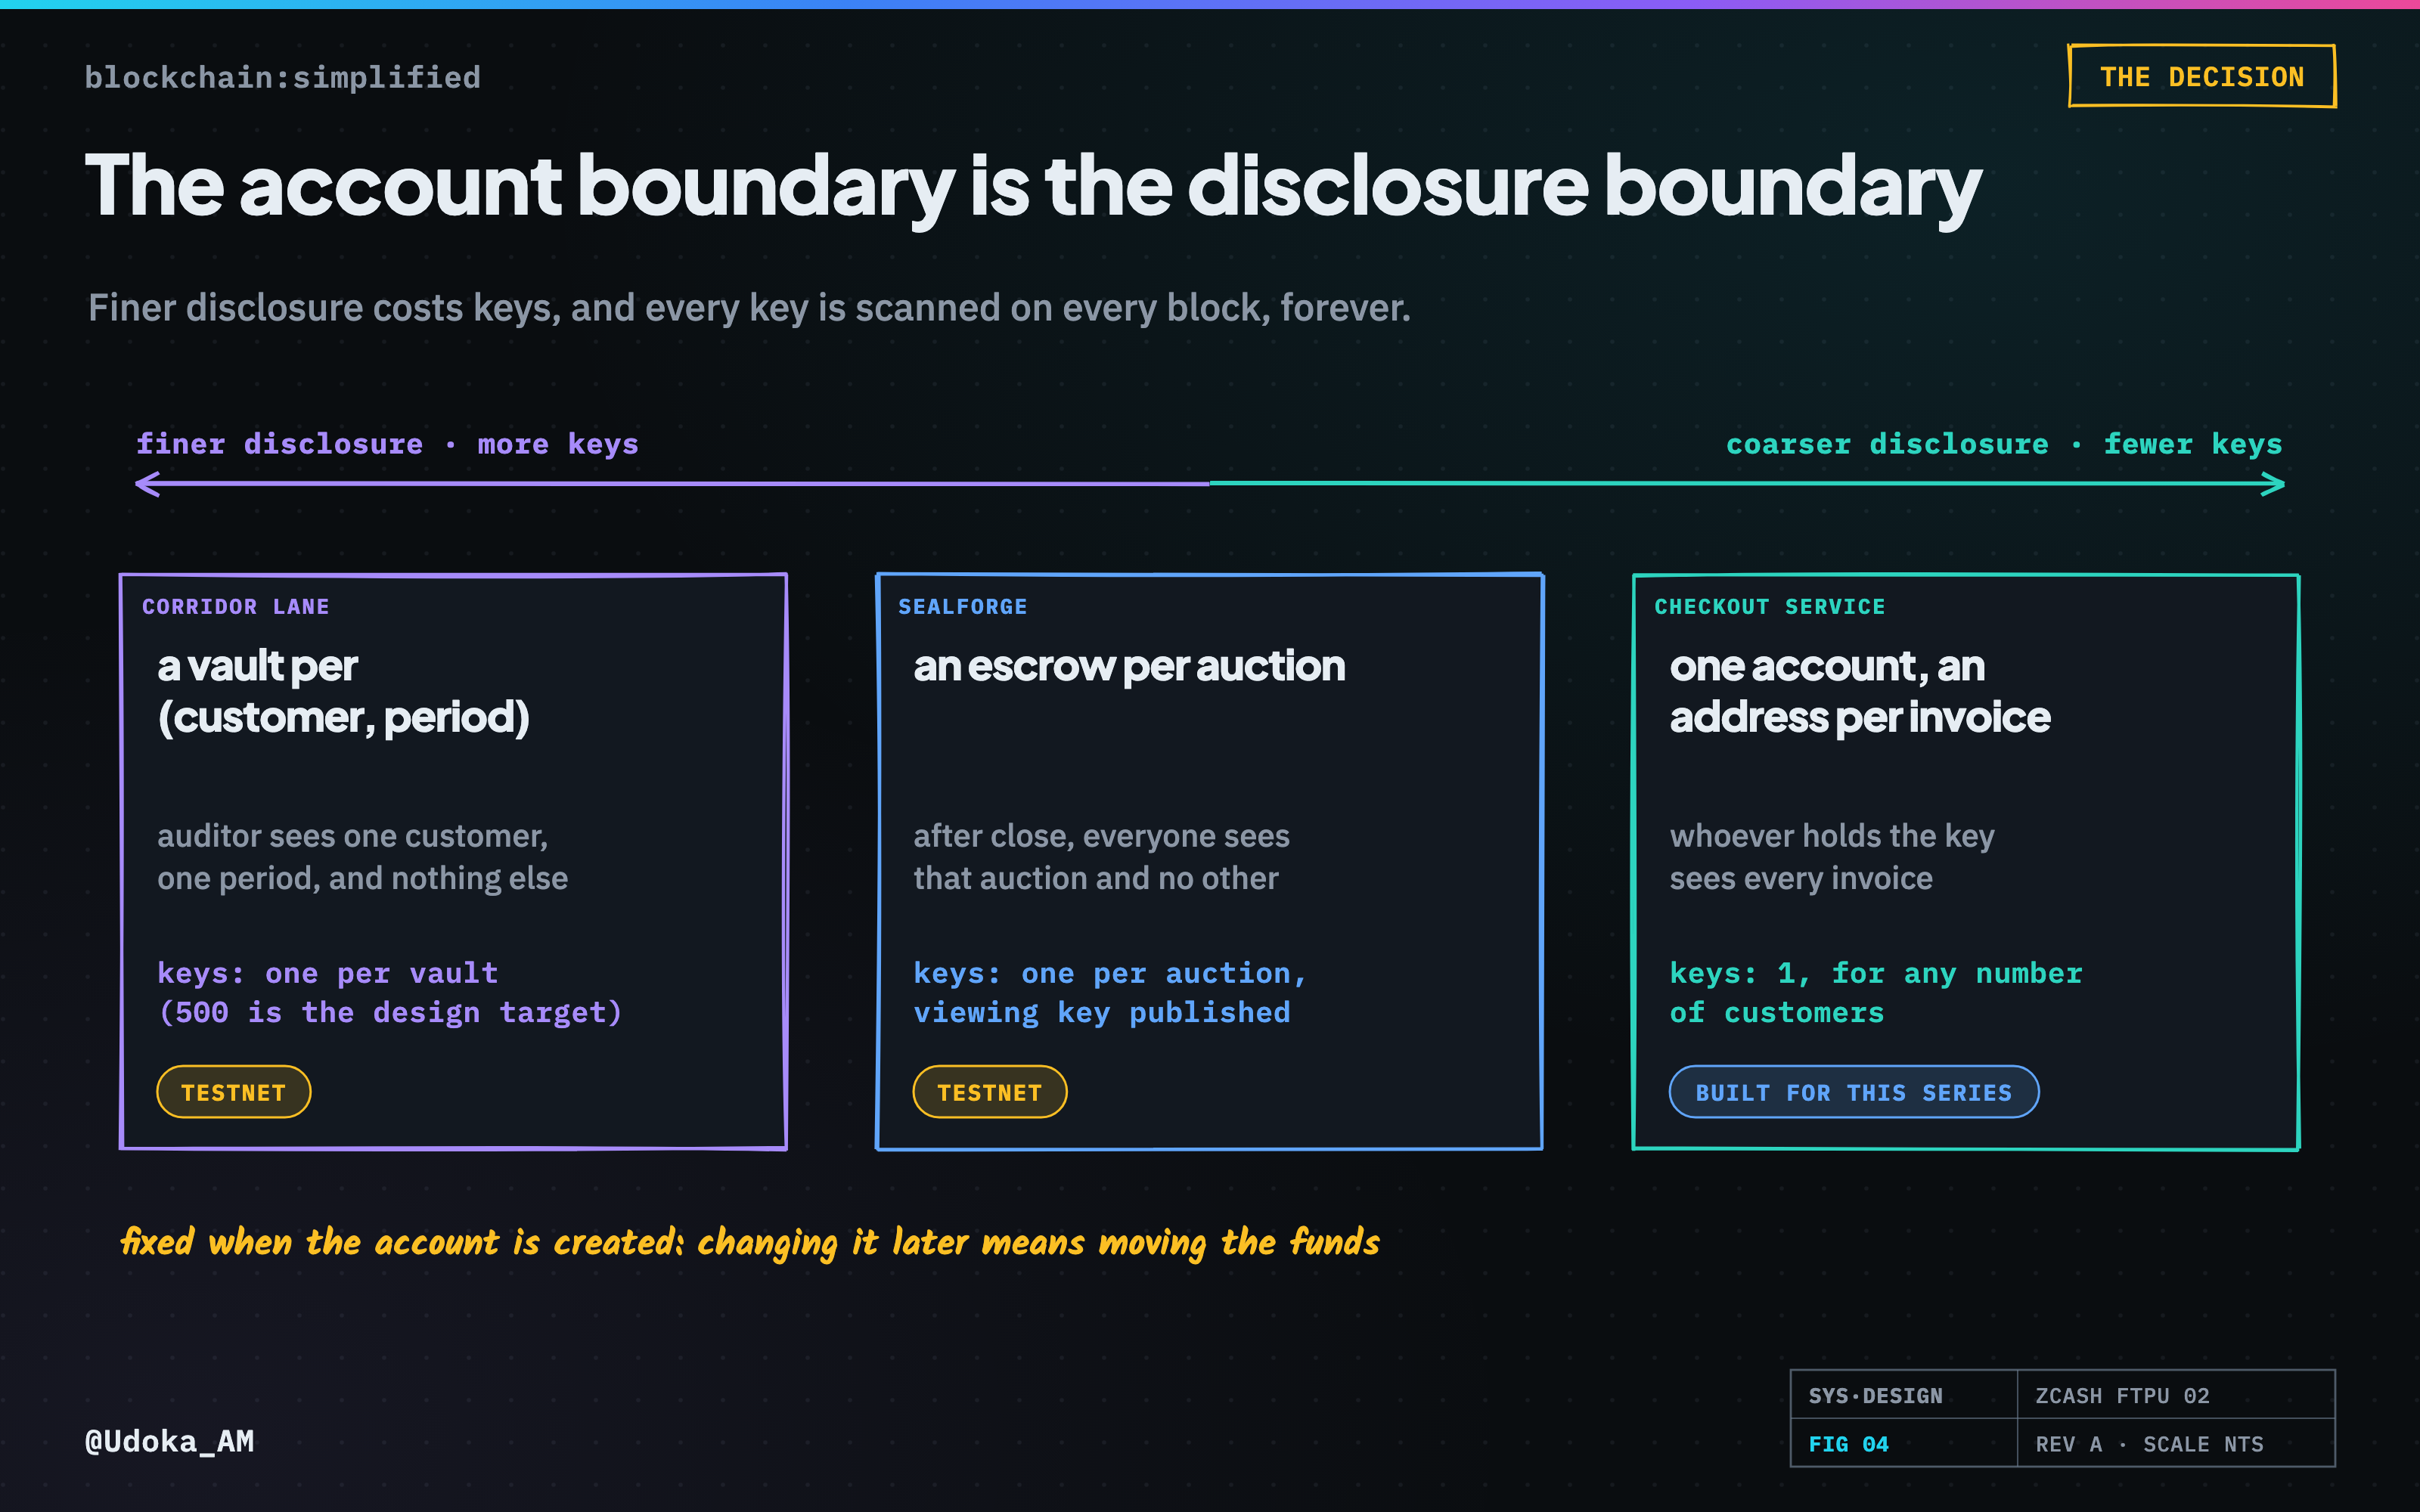 blockchain:simplified
THE DECISION
The account boundary is the disclosure boundary
Finer disclosure costs keys, and every key is scanned on every block, forever.
finer disclosure · more keys
coarser disclosure · fewer keys
CORRIDOR LANE
a vault per
(customer, period)
auditor sees one customer,
one period, and nothing else
keys: one per vault
(500 is the design target)
TESTNET
SEALFORGE
an escrow per auction
after close, everyone sees
that auction and no other
keys: one per auction,
viewing key published
TESTNET
CHECKOUT SERVICE
one account, an
address per invoice
whoever holds the key
sees every invoice
keys: 1, for any number
of customers
BUILT FOR THIS SERIES
fixed when the account is created: changing it later means moving the funds
@Udoka_AM
SYS·DESIGN
ZCASH FTPU 02
FIG 04
REV A · SCALE NTS